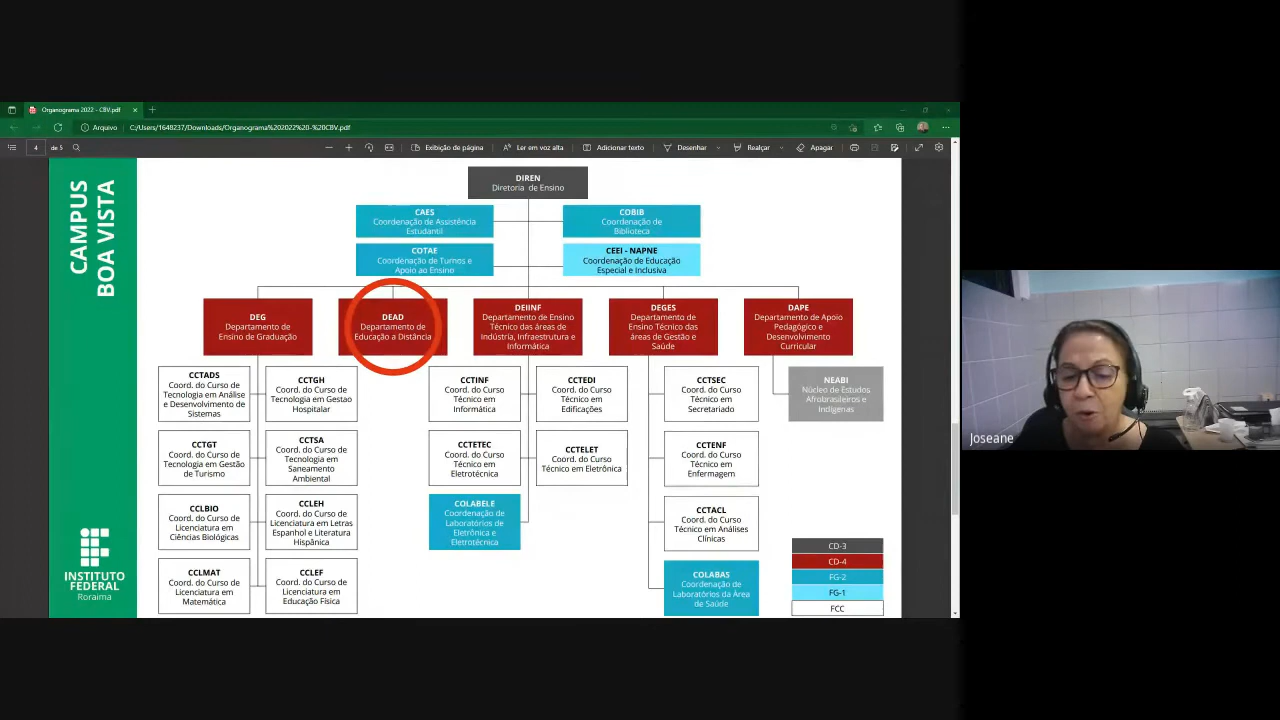 Organograma 2022 - CBV.pdf
Arquivo
C:/Users/1648237/Downloads/Organograma%202022%20-%20CBV.pdf
4
de 5
Exibição de página
Ler em voz alta
Adicionar texto
Desenhar
Realçar
Apagar
CAMPUS
BOA VISTA
DIREN
Diretoria de Ensino
CAES
Coordenação de Assistência
Estudantil
COBIB
Coordenação de
Biblioteca
COTAE
Coordenação de Turnos e
Apoio ao Ensino
CEEI - NAPNE
Coordenação de Educação
Especial e Inclusiva
DEG
Departamento de
Ensino de Graduação
DEAD
Departamento de
Educação a Distância
DEIINF
Departamento de Ensino
Técnico das áreas de
Indústria, Infraestrutura e
Informática
DEGES
Departamento de
Ensino Técnico das
áreas de Gestão e
Saúde
DAPE
Departamento de Apoio
Pedagógico e
Desenvolvimento
Curricular
CCTADS
Coord. de Curso de
Tecnologia em Análise
e Desenvolvimento de
Sistemas
CCTGH
Coord. do Curso de
Tecnologia em Gestao
Hospitalar
CCTINF
Coord. do Curso
Técnico em
Informática
CCTEDI
Coord. do Curso
Técnico em
Edificações
CCTSEC
Coord. do Curso
Técnico em
Secretariado
NEABI
Núcleo de Estudos
Afrobrasileiros e
Indígenas
CCTGT
Coord. do Curso de
Tecnologia em Gestão
de Turismo
CCTSA
Coord. do Curso de
Tecnologia em
Saneamento
Ambiental
CCTETEC
Coord. do Curso
Técnico em
Eletrotécnica
CCTELET
Coord. do Curso
Técnico em Eletrônica
CCTENF
Coord. do Curso
Técnico em
Enfermagem
CCLBIO
Coord. do Curso de
Licenciatura em
Ciências Biológicas
CCLEH
Coord. do Curso de
Licenciatura em Letras
Espanhol e Literatura
Hispânica
COLABELE
Coordenação de
Laboratórios de
Eletrônica e
Eletrotécnica
CCTACL
Coord. do Curso
Técnico em Análises
Clínicas
CCLMAT
Coord. do Curso de
Licenciatura em
Matemática
CCLEF
Coord. do Curso de
Licenciatura em
Educação Física
COLABAS
Coordenação de
Laboratórios da Área
de Saúde
CD-3
CD-4
FG-2
FG-1
FCC
INSTITUTO
FEDERAL
Roraima
Joseane